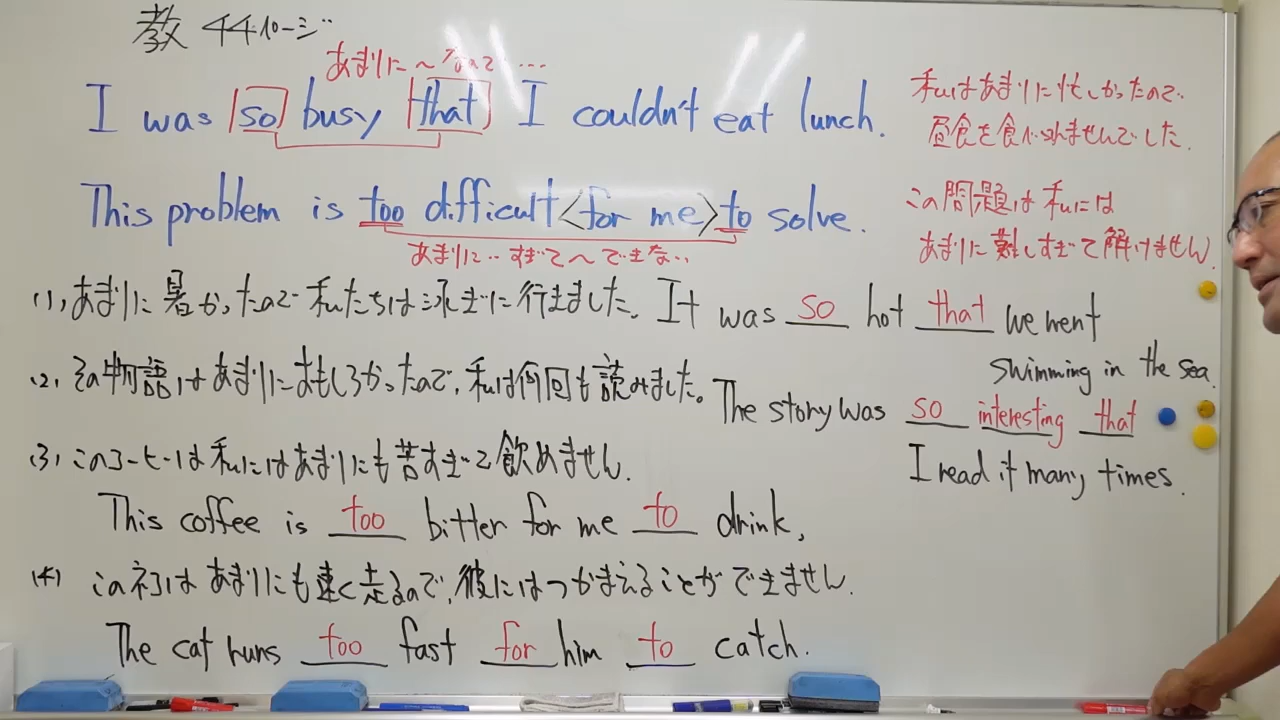 教 44ページ
あまりに〜なので…
I was so busy that I couldn't eat lunch.
私はあまりに忙しかったので
昼食を食べられませんでした.
This problem is too difficult <for me> to solve.
あまりに‥すぎて〜できない‥
この問題は私には
あまりに難しすぎて解けません.
(1), あまりに暑かったので私たちは泳ぎに行きました. It was so hot that we went
swimming in the sea.
(2), その物語はあまりにおもしろかったので, 私は何回も読みました。 The story was so interesting that
I read it many times.
(3), このコーヒーは私にはあまりにも苦すぎて飲めません.
This coffee is too bitter for me to drink.
(4) このネコはあまりにも速く走るので, 彼にはつかまえることができません.
The cat runs too fast for him to catch.